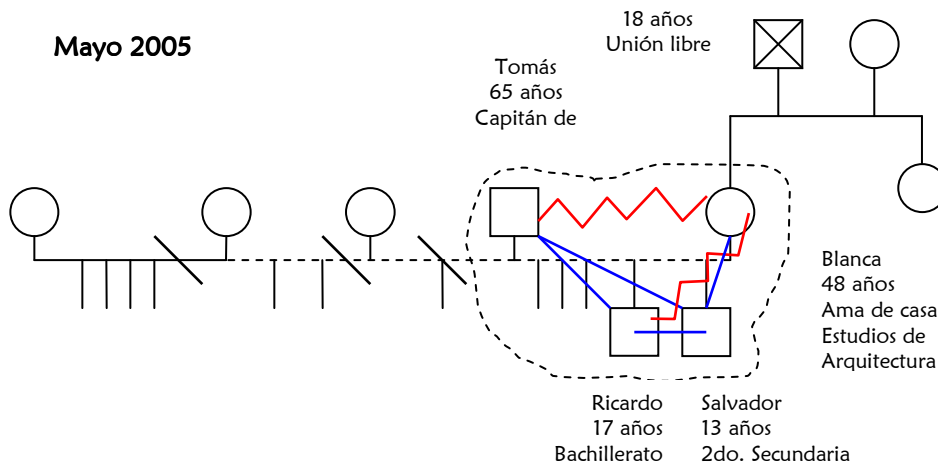 Mayo 2005
18 años
Unión libre
Tomás
65 años
Capitán de
Blanca
48 años
Ama de casa
Estudios de
Arquitectura
Ricardo
17 años
Bachillerato
Salvador
13 años
2do. Secundaria